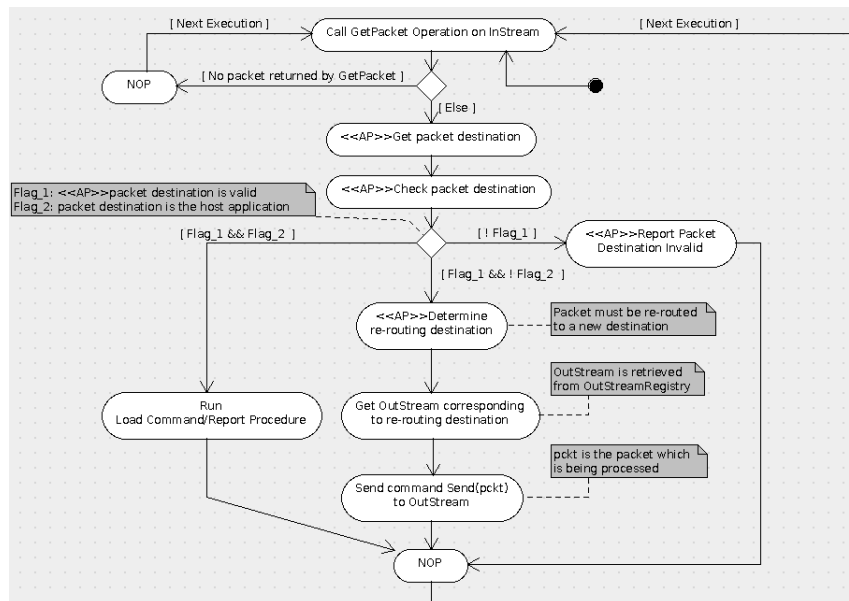 [ Next Execution ]
[ Next Execution ]
Call GetPacket Operation on InStream
[ No packet returned by GetPacket ]
NOP
[ Else ]
<<AP>>Get packet destination
<<AP>>Check packet destination
Flag_1: <<AP>>packet destination is valid
Flag_2: packet destination is the host application
[ Flag_1 && Flag_2 ]
[ ! Flag_1 ]
<<AP>>Report Packet
Destination Invalid
[ Flag_1 && ! Flag_2 ]
<<AP>>Determine
re-routing destination
Packet must be re-routed
to a new destination
OutStream is retrieved
from OutStreamRegistry
Run
Load Command/Report Procedure
Get OutStream corresponding
to re-routing destination
pckt is the packet which
is being processed
Send command Send(pckt)
to OutStream
NOP